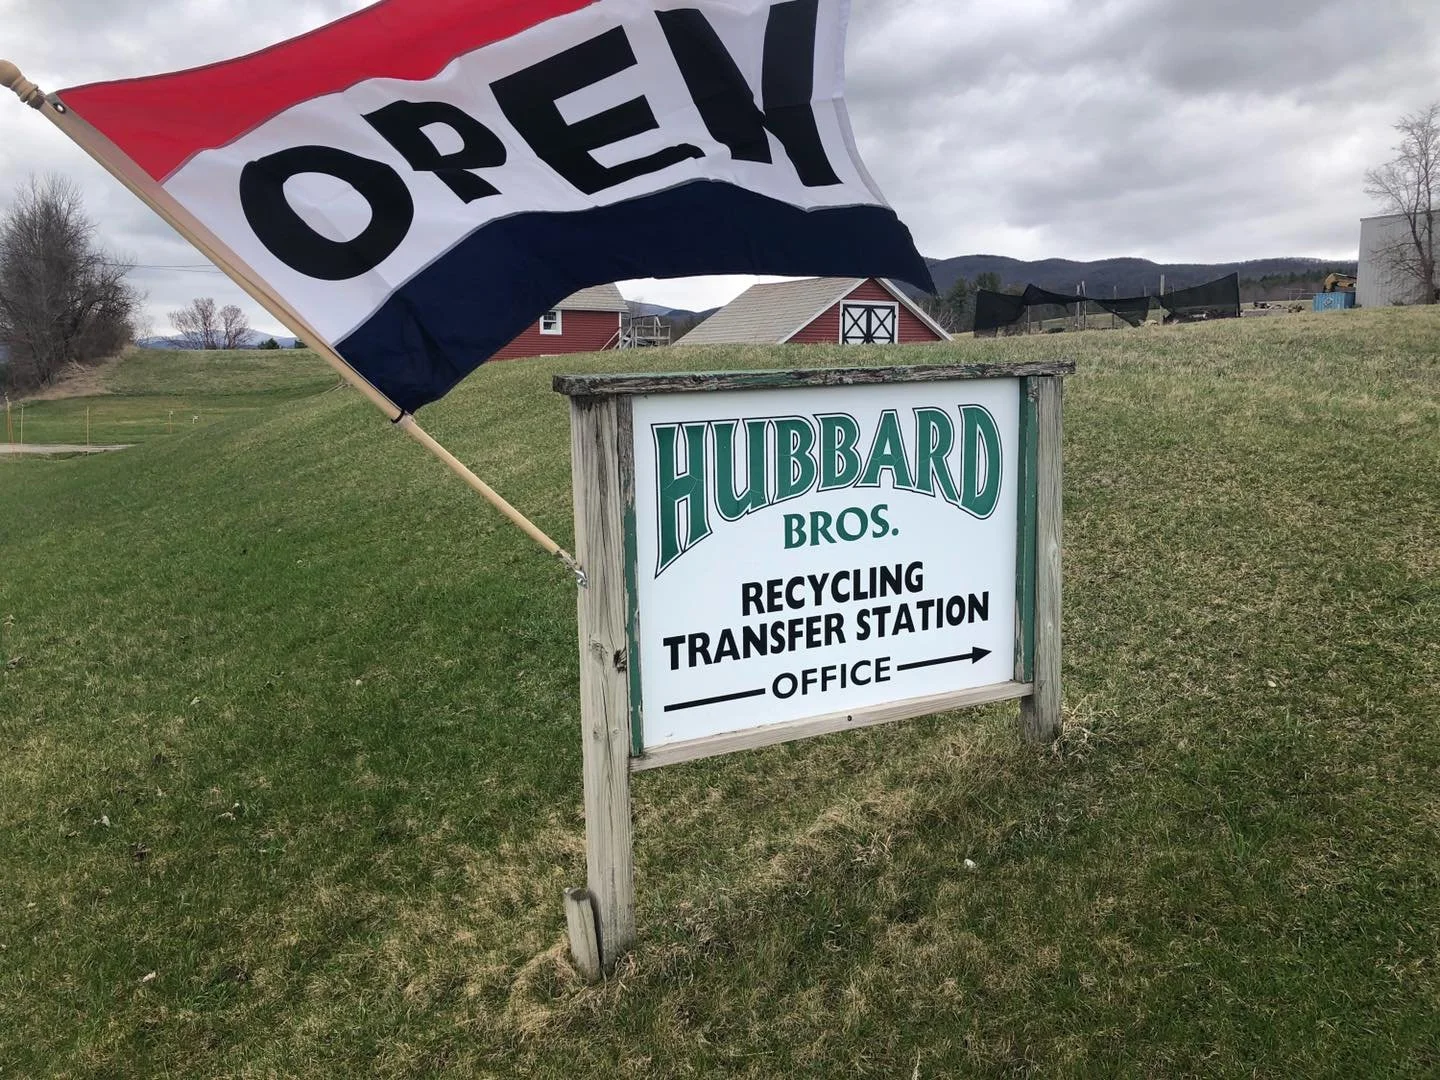 OPEN
HUBBARD
BROS.
RECYCLING
TRANSFER STATION
OFFICE